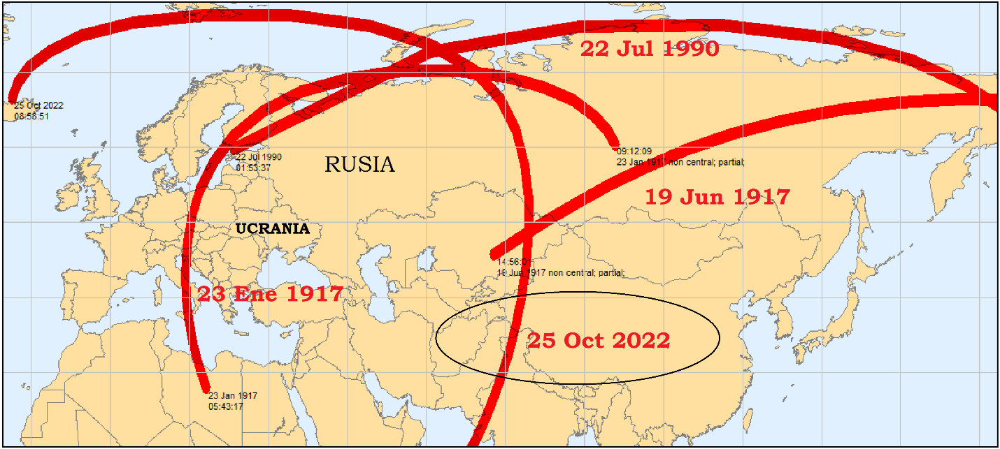 22 Jul 1990
25 Oct 2022
08:58:51
22 Jul 1990
01:53:37
RUSIA
09:12:09
23 Jan 1917 non central; partial;
19 Jun 1917
UCRANIA
14:56:01
19 Jun 1917 non central; partial;
23 Ene 1917
25 Oct 2022
23 Jan 1917
05:43:17